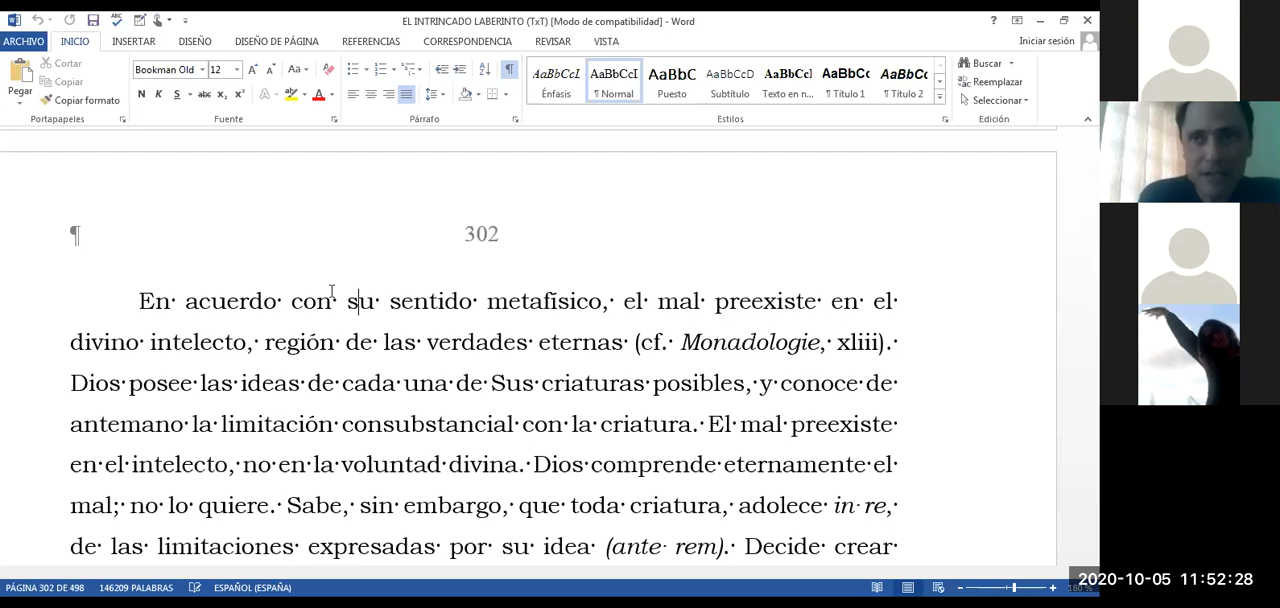 EL INTRINCADO LABERINTO (TxT) [Modo de compatibilidad] - Word
ARCHIVO INICIO INSERTAR DISEÑO DISEÑO DE PÁGINA REFERENCIAS CORRESPONDENCIA REVISAR VISTA Iniciar sesión
Pegar
Cortar
Copiar
Copiar formato
Portapapeles
Bookman Old 12
N K S abc x₂ x²
Fuente
Párrafo
AaBbCcI AaBbCcI AaBbC AaBbCcD AaBbCcl AaBbCc AaBbCc
Énfasis ¶ Normal Puesto Subtítulo Texto en n... ¶ Título 1 ¶ Título 2
Estilos
Buscar
Reemplazar
Seleccionar
Edición
¶ 302
En acuerdo con su sentido metafísico, el mal preexiste en el
divino intelecto, región de las verdades eternas (cf. Monadologie, xliii).
Dios posee las ideas de cada una de Sus criaturas posibles, y conoce de
antemano la limitación consubstancial con la criatura. El mal preexiste
en el intelecto, no en la voluntad divina. Dios comprende eternamente el
mal; no lo quiere. Sabe, sin embargo, que toda criatura, adolece in re,
de las limitaciones expresadas por su idea (ante rem). Decide crear
PÁGINA 302 DE 498 146209 PALABRAS ESPAÑOL (ESPAÑA) 180 %
2020-10-05 11:52:28